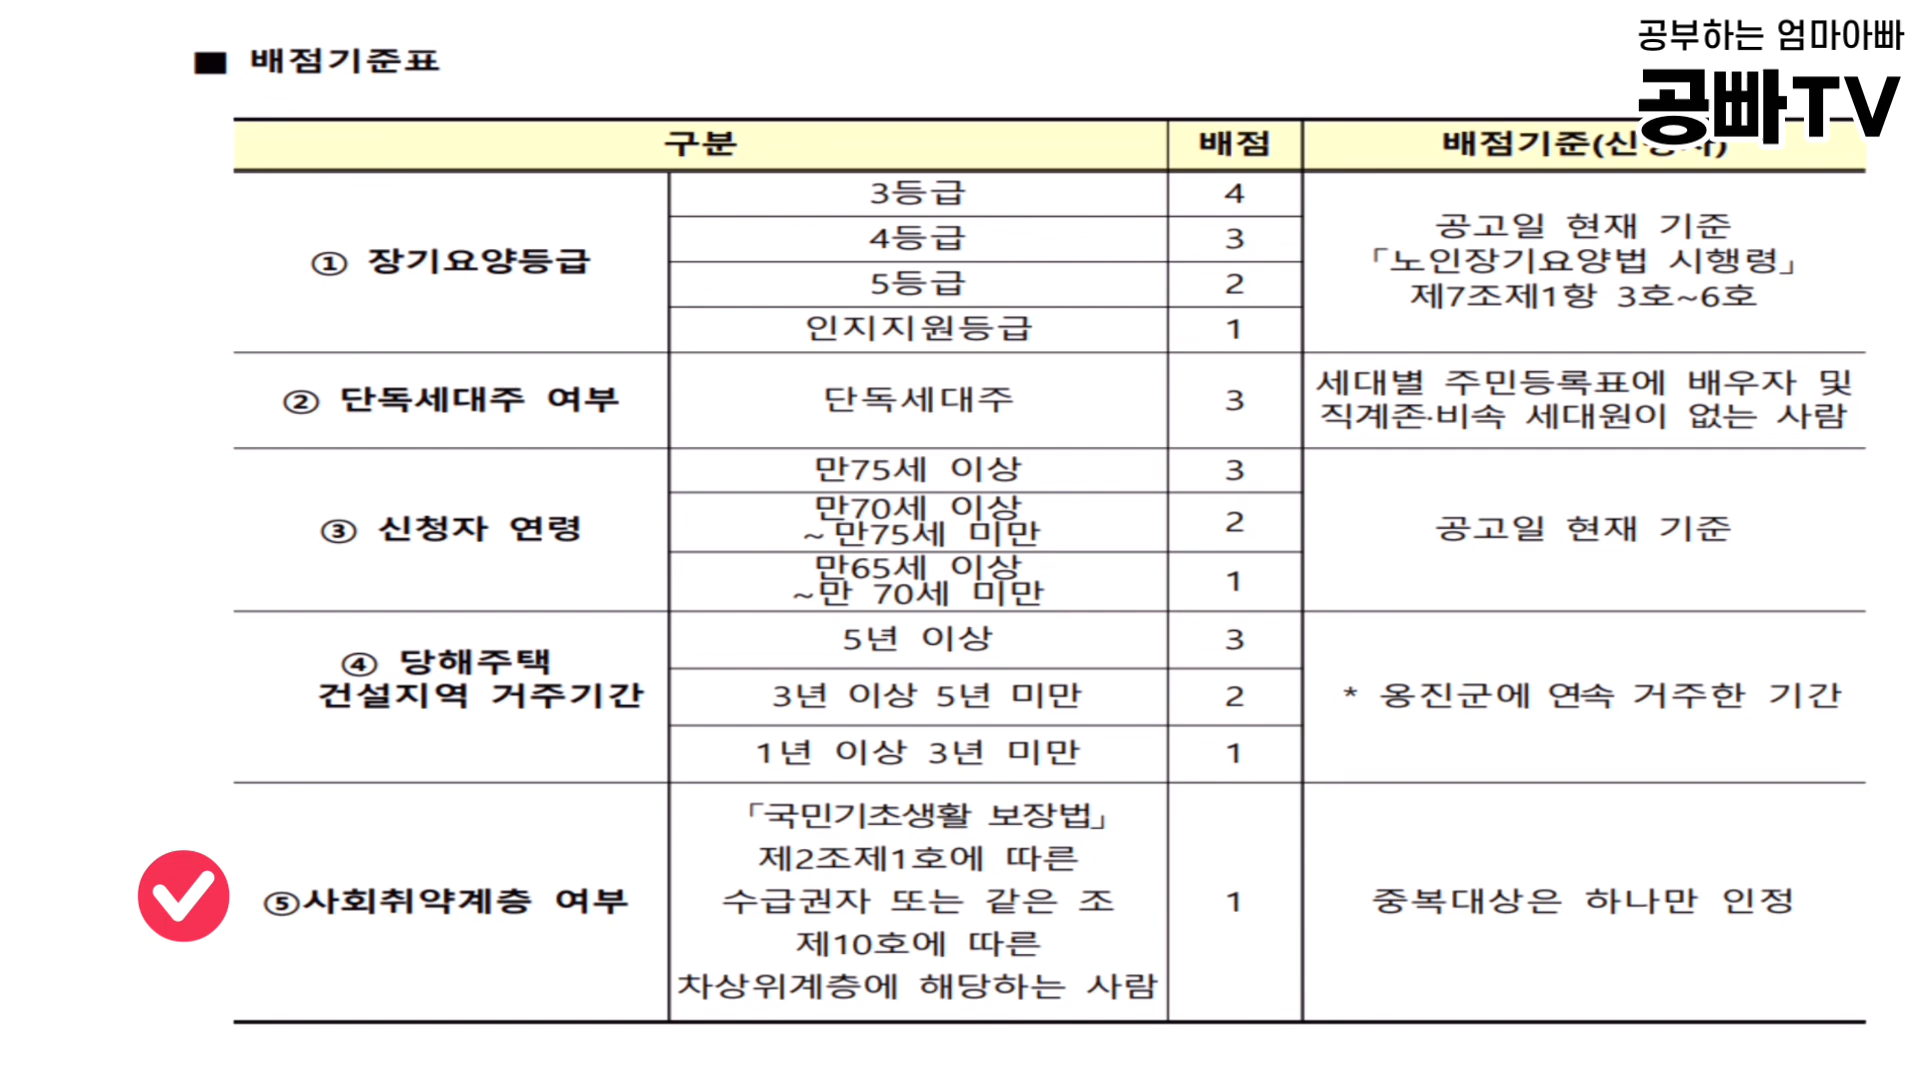 공부하는 엄마아빠
공빠TV
■ 배점기준표
구분
배점
배점기준(신청자)
① 장기요양등급
3등급
4
4등급
3
5등급
2
인지지원등급
1
공고일 현재 기준
「노인장기요양법 시행령」
제7조제1항 3호~6호
② 단독세대주 여부
단독세대주
3
세대별 주민등록표에 배우자 및
직계존·비속 세대원이 없는 사람
③ 신청자 연령
만75세 이상
3
만70세 이상
~만75세 미만
2
만65세 이상
~만 70세 미만
1
공고일 현재 기준
④ 당해주택
건설지역 거주기간
5년 이상
3
3년 이상 5년 미만
2
1년 이상 3년 미만
1
* 옹진군에 연속 거주한 기간
⑤사회취약계층 여부
「국민기초생활 보장법」
제2조제1호에 따른
수급권자 또는 같은 조
제10호에 따른
차상위계층에 해당하는 사람
1
중복대상은 하나만 인정